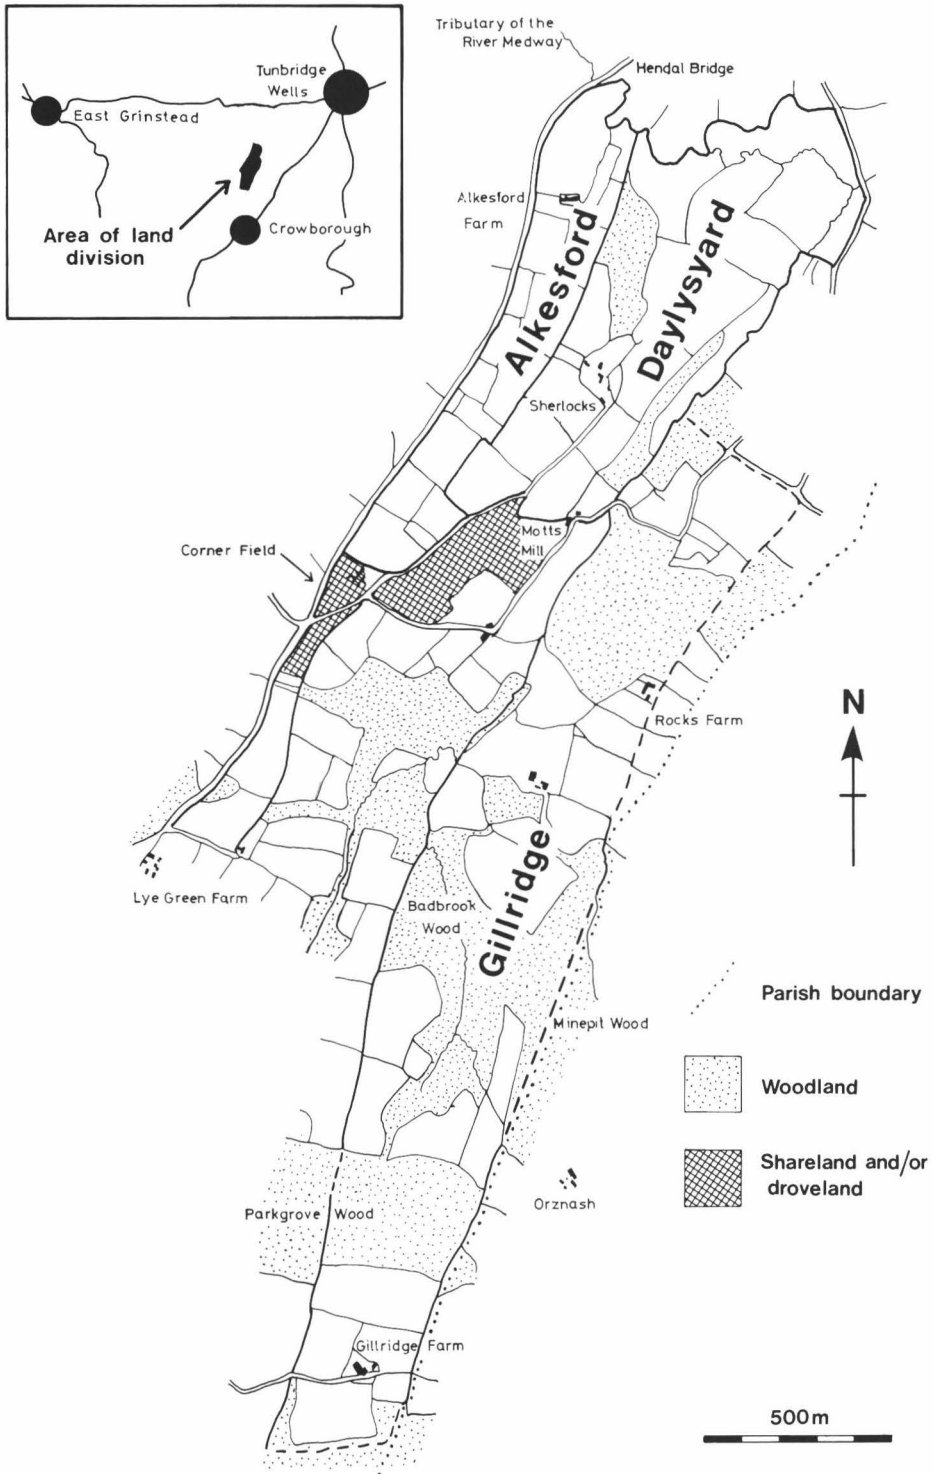 Tributary of the
River Medway
Hendal Bridge
Tunbridge
Wells
East Grinstead
Crowborough
Area of land
division
Alkesford
Farm
Alkesford
Daylysyard
Sherlocks
Motts
Mill
Corner Field
Rocks Farm
N
Gillridge
Lye Green Farm
Badbrook
Wood
Minepit Wood
Parish boundary
Woodland
Shareland and/or
droveland
Orznash
Parkgrove Wood
Gillridge Farm
500m